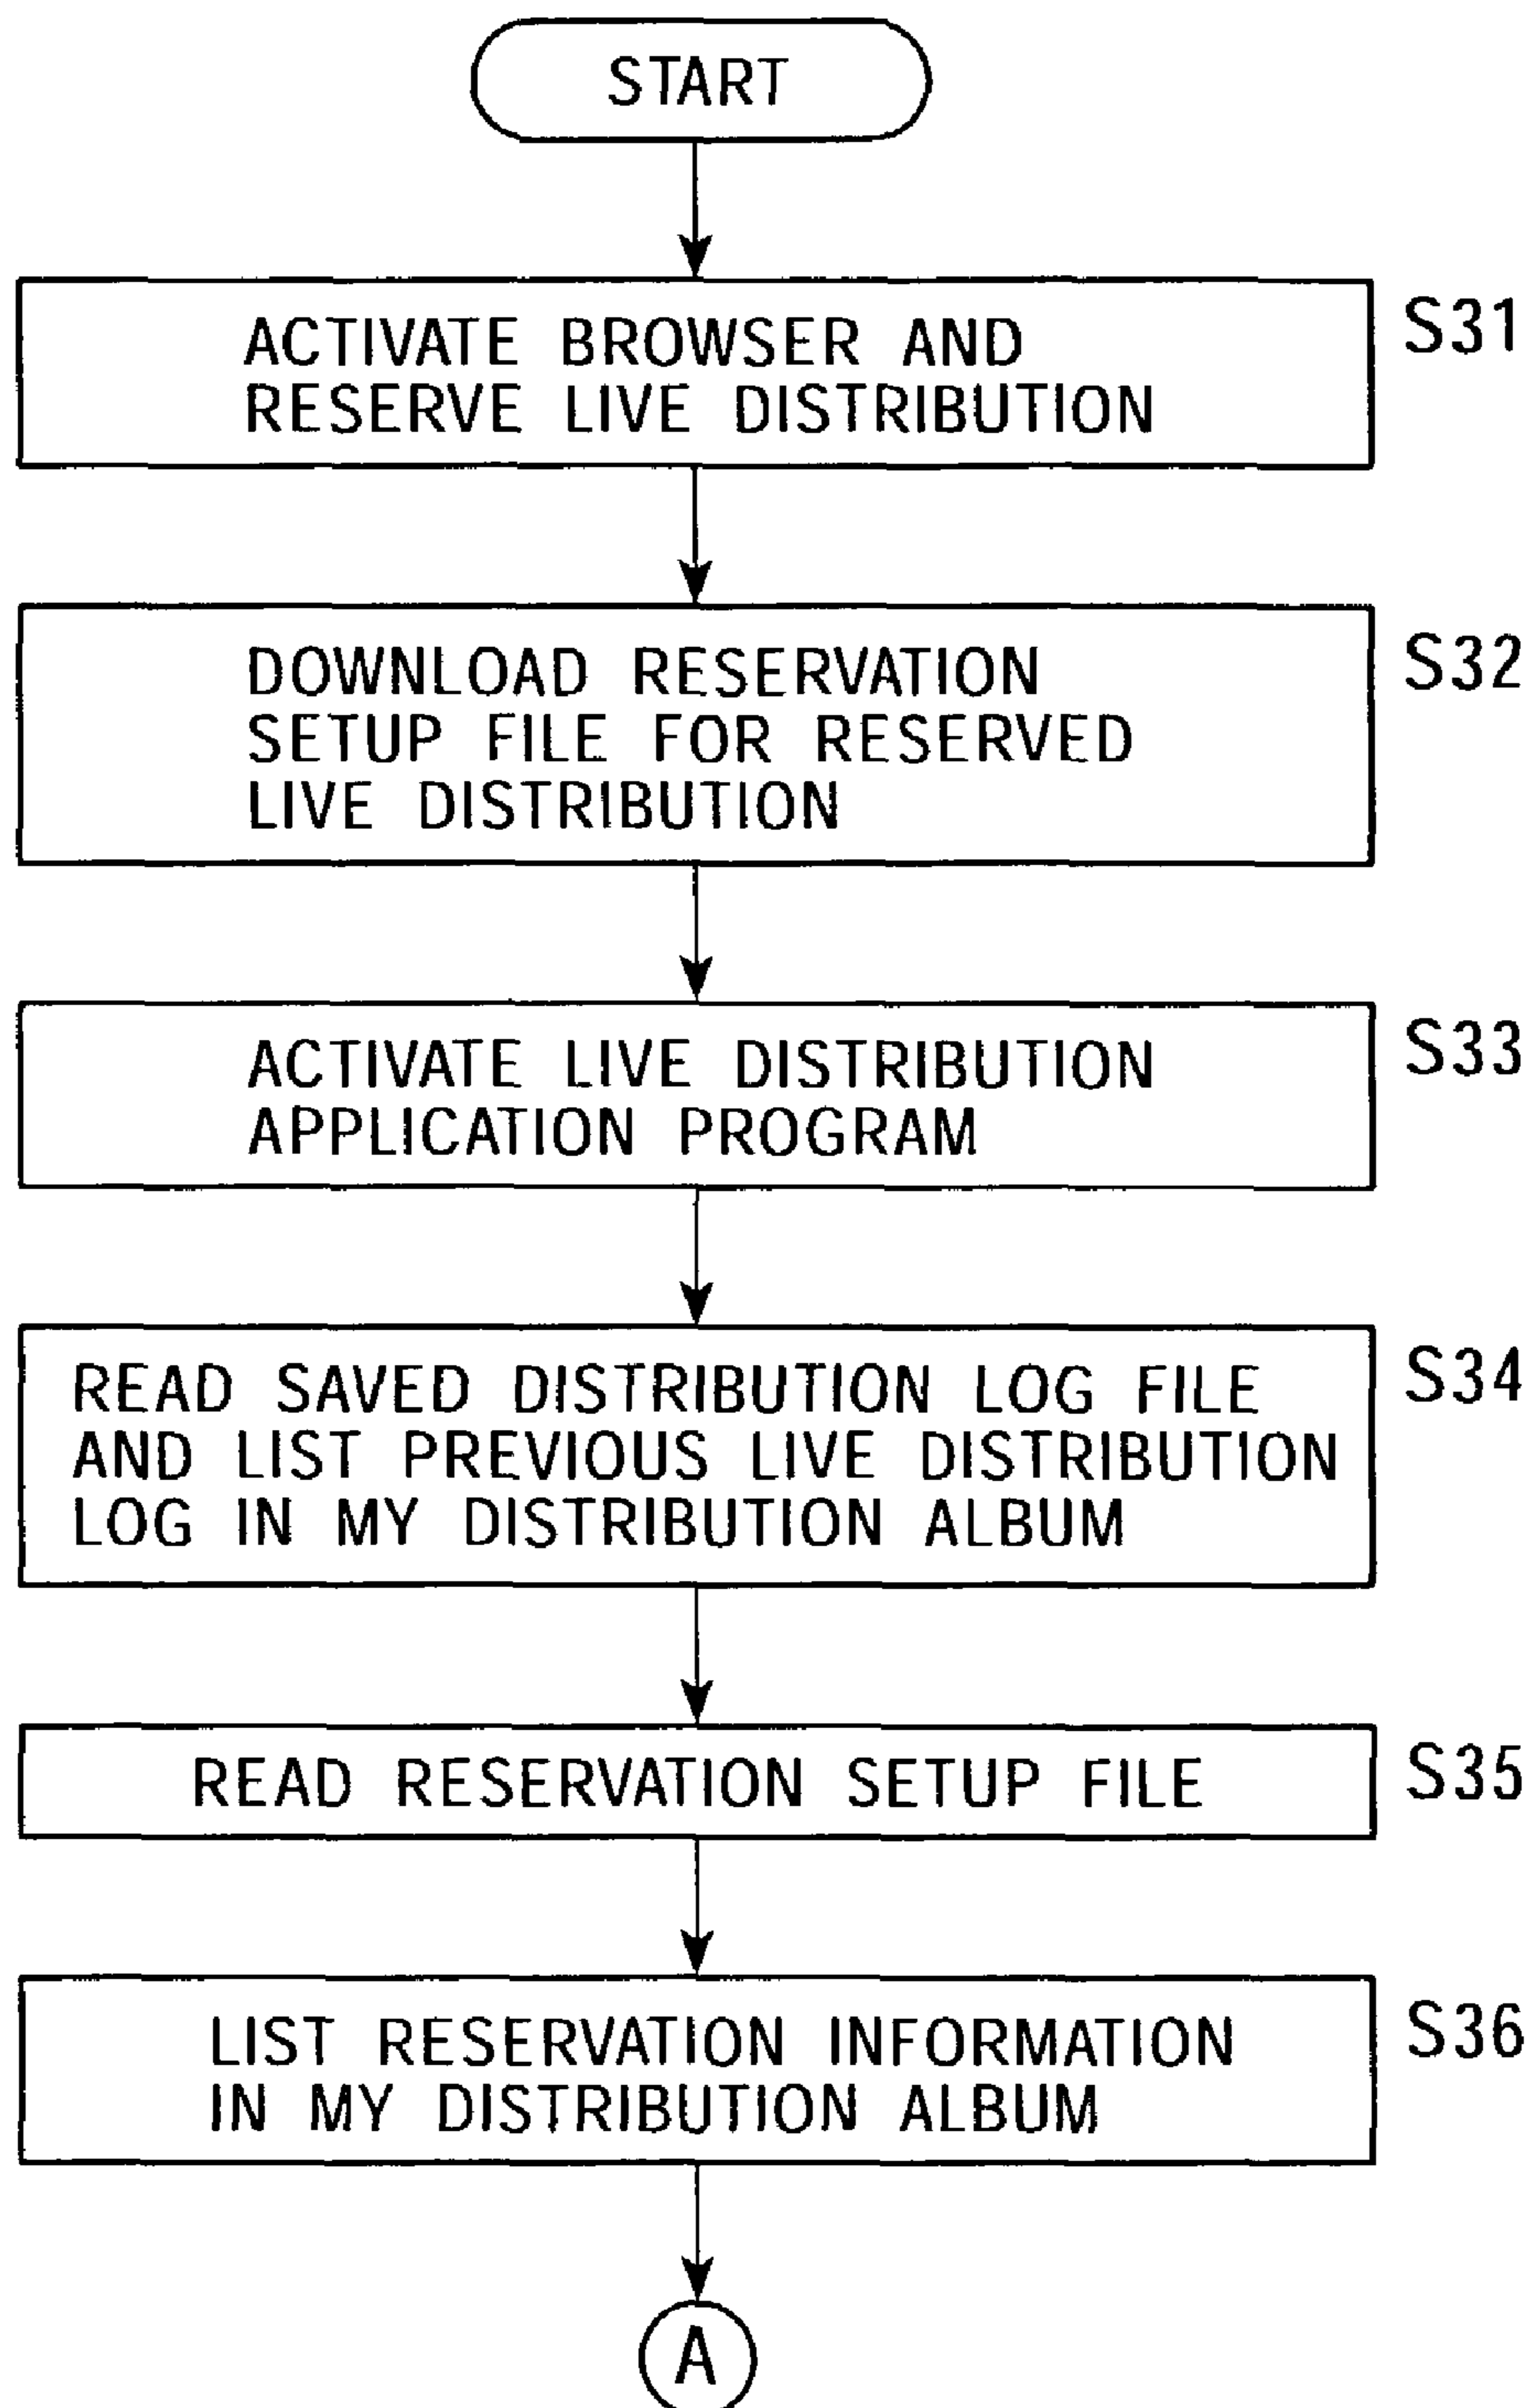 START
ACTIVATE BROWSER AND
RESERVE LIVE DISTRIBUTION
S31
DOWNLOAD RESERVATION
SETUP FILE FOR RESERVED
LIVE DISTRIBUTION
S32
ACTIVATE LIVE DISTRIBUTION
APPLICATION PROGRAM
S33
READ SAVED DISTRIBUTION LOG FILE
AND LIST PREVIOUS LIVE DISTRIBUTION
LOG IN MY DISTRIBUTION ALBUM
S34
READ RESERVATION SETUP FILE
S35
LIST RESERVATION INFORMATION
IN MY DISTRIBUTION ALBUM
S36
A